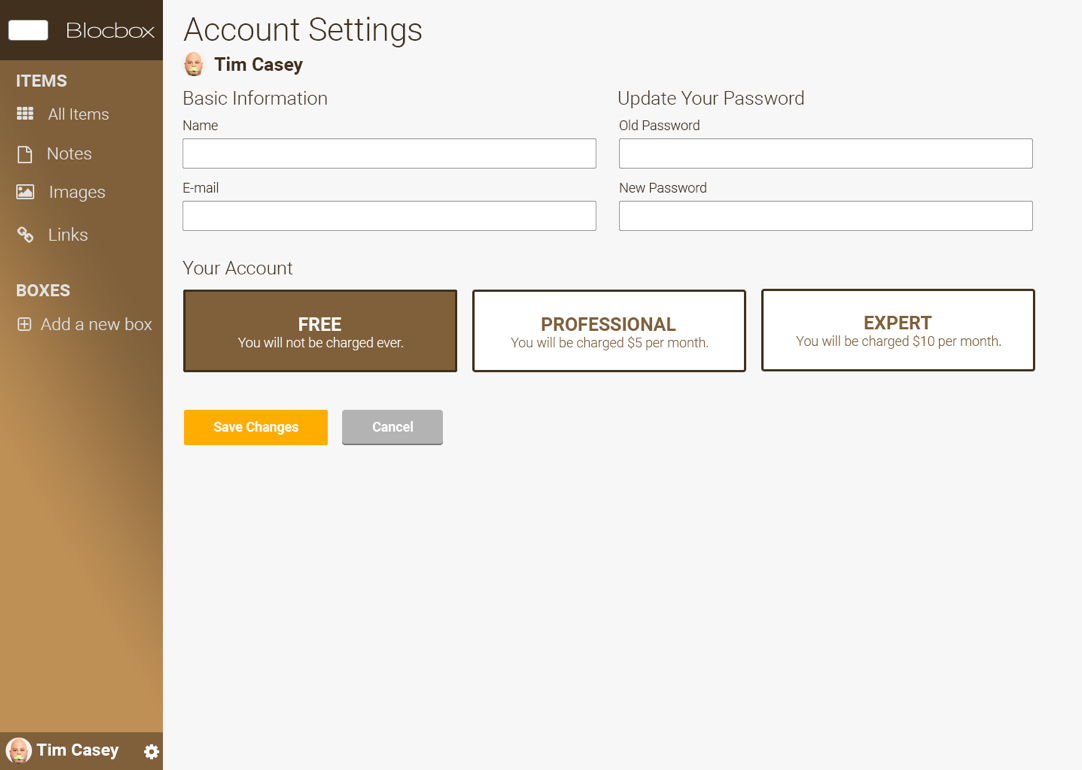 Blocbox
ITEMS
All Items
Notes
Images
Links
BOXES
Add a new box
Tim Casey
Account Settings
Tim Casey
Basic Information
Name
E-mail
Update Your Password
Old Password
New Password
Your Account
FREE
You will not be charged ever.
PROFESSIONAL
You will be charged $5 per month.
EXPERT
You will be charged $10 per month.
Save Changes
Cancel